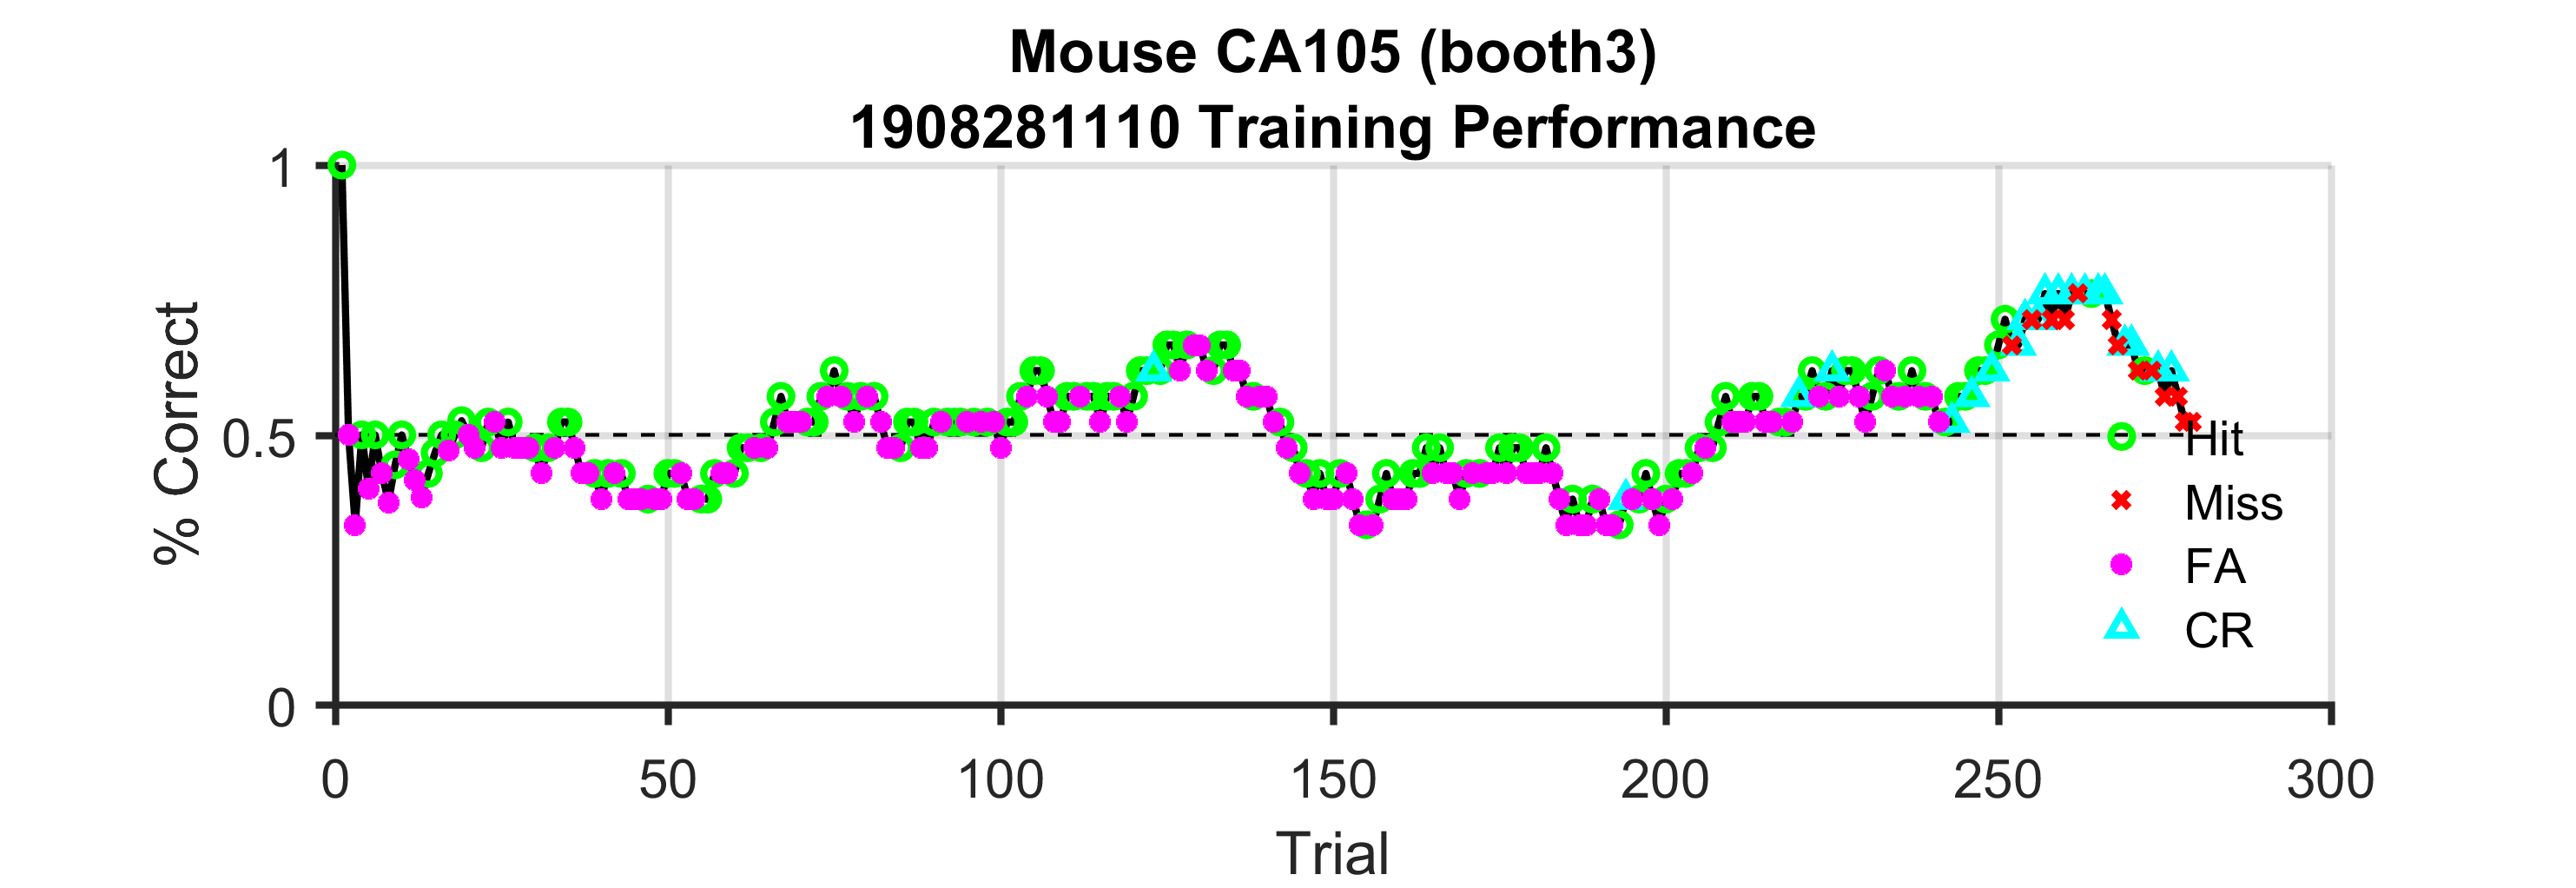 Mouse CA105 (booth3)
1908281110 Training Performance
% Correct
1
0.5
0
0
50
100
150
200
250
300
Trial
Hit
Miss
FA
CR